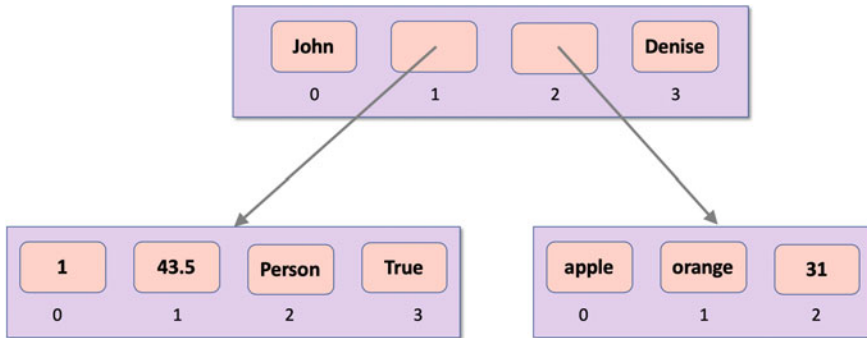 John Denise
0 1 2 3
1 43.5 Person True
0 1 2 3
apple orange 31
0 1 2